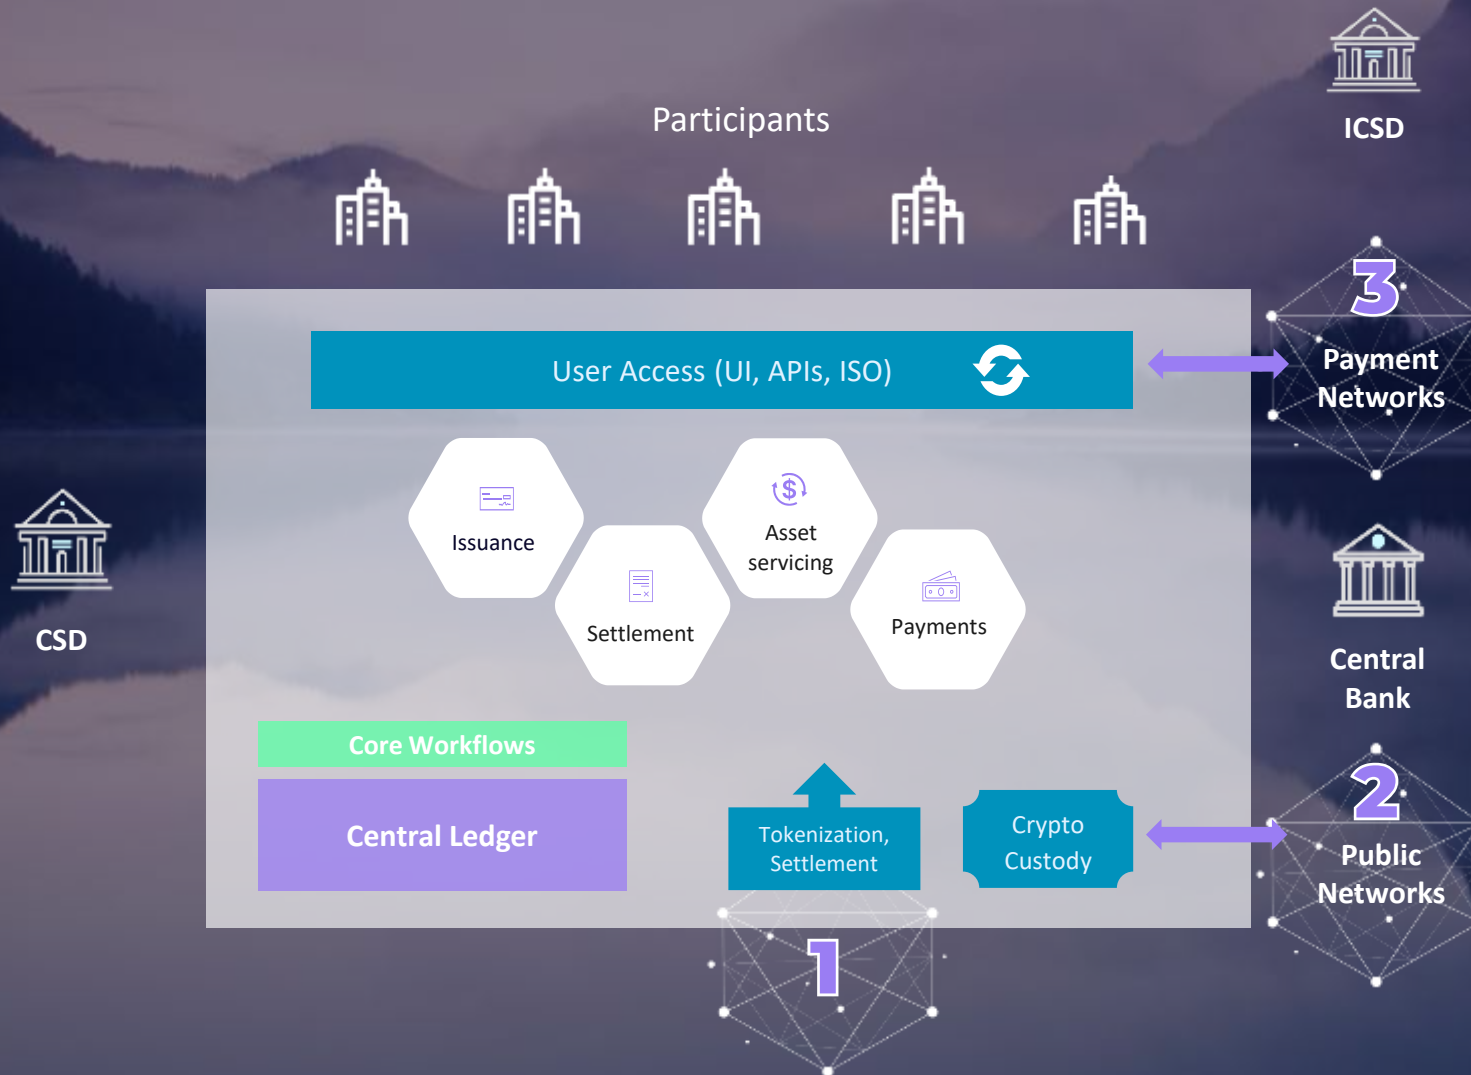 Participants
ICSD
3
Payment
Networks
User Access (UI, APIs, ISO)
Issuance
Settlement
$
Asset
servicing
Payments
CSD
Central
Bank
Core Workflows
Central Ledger
Tokenization,
Settlement
Crypto
Custody
2
Public
Networks
1